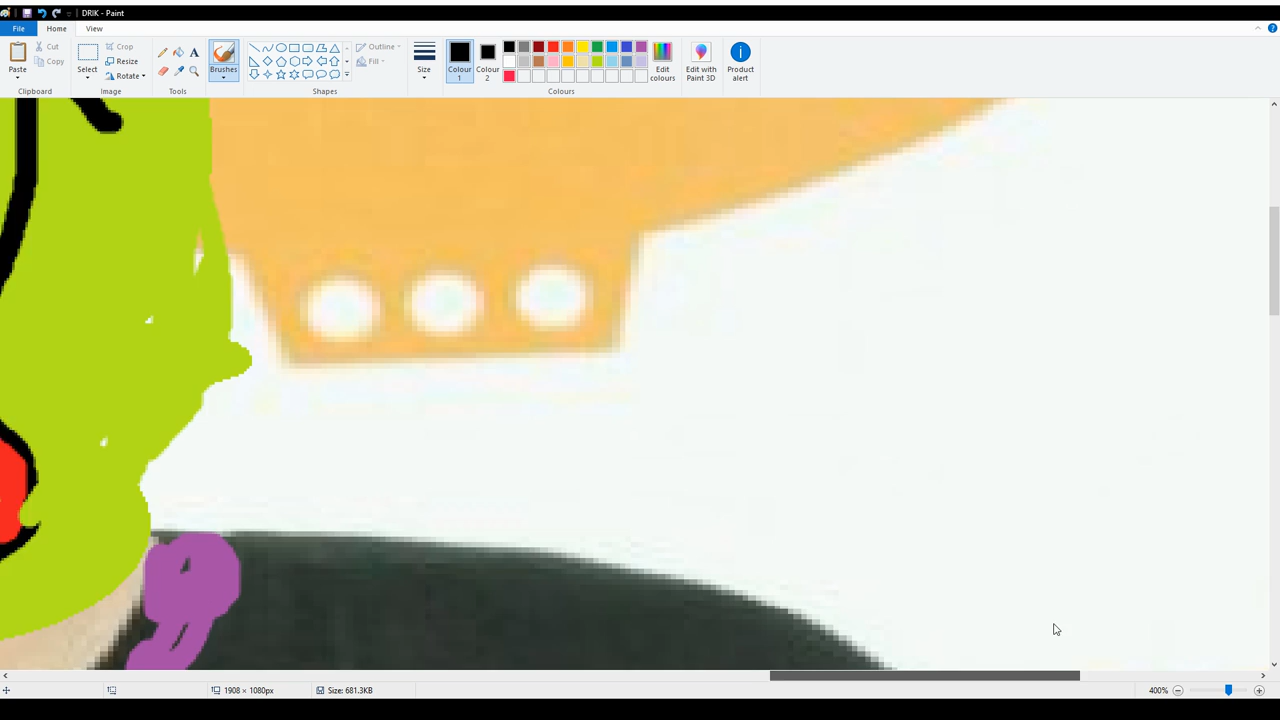 DRIK - Paint
File Home View
Paste
Cut
Copy
Clipboard
Select
Crop
Resize
Rotate
Image
A
Tools
Brushes
Shapes
Outline
Fill
Size
Colour 1
Colour 2
Edit colours
Colours
Edit with Paint 3D
Product alert
1908 × 1080px
Size: 681.3KB
400%